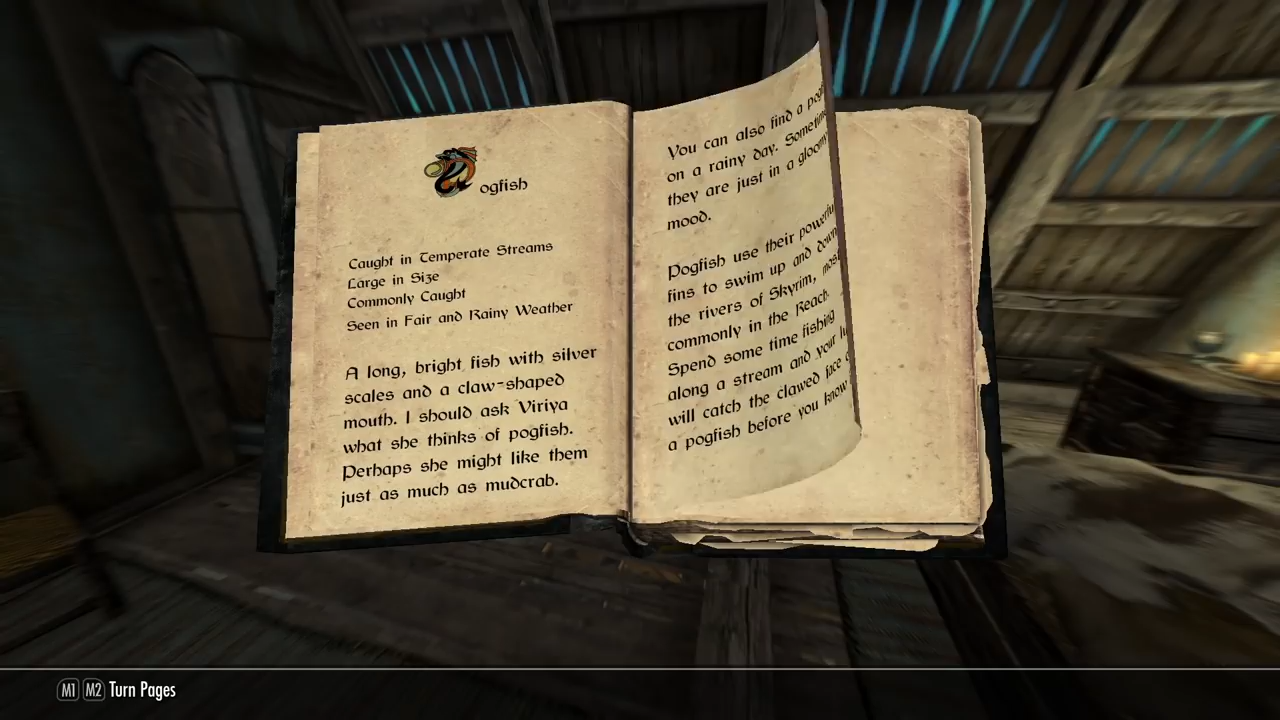 ogfish
Caught in Temperate Streams
Large in Size
Commonly Caught
Seen in Fair and Rainy Weather
A long, bright fish with silver
scales and a claw-shaped
mouth. I should ask Viriya
what she thinks of pogfish.
Perhaps she might like them
just as much as mudcrab.
You can also find a
on a rainy day.
they are just in a
mood.
Pogfish use their
fins to swim up and down
the rivers of Skyrim,
commonly in the Reach.
Spend some time fishing
along a stream and your
will catch the clawed face
a pogfish before you know
M1 M2 Turn Pages